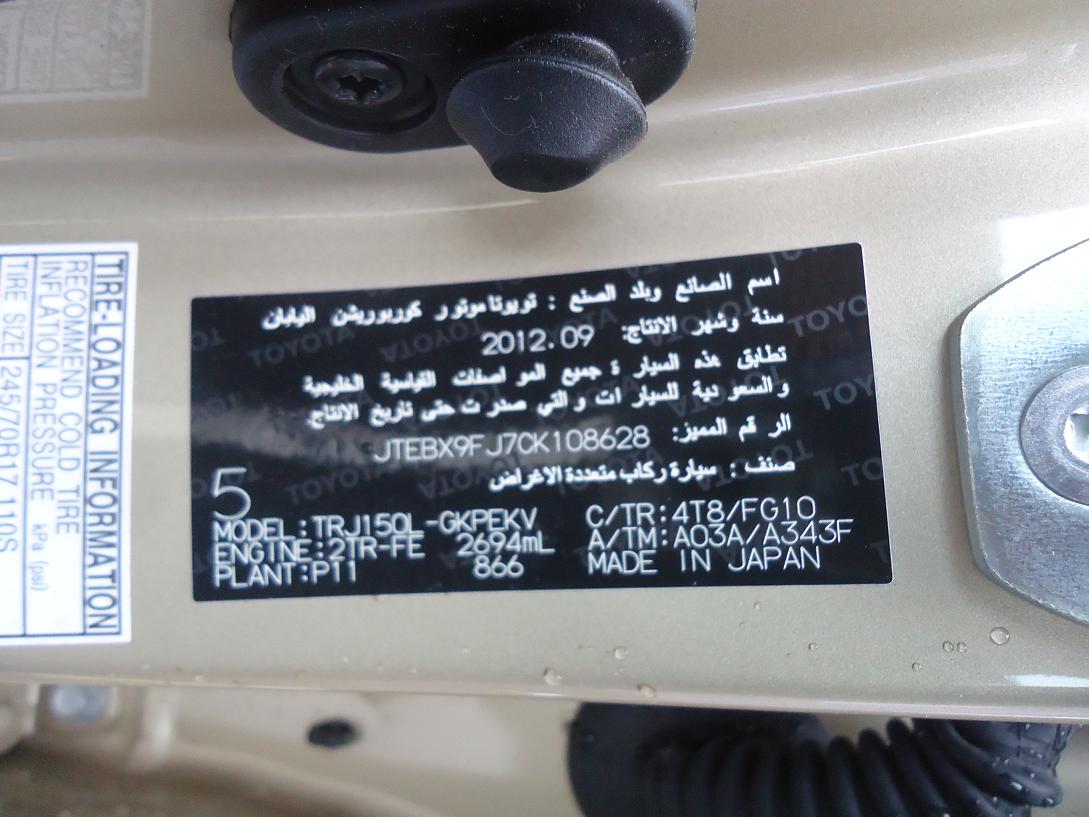 TIRE-LOADING INFORMATION
RECOMMEND COLD TIRE
INFLATION PRESSURE kPa (psi)
TIRE SIZE 245/70R17 110S
اسم الصانع وبلد الصنع : تويوتا موتور كوربوريشن اليابان
سنة وشهر الانتاج: 2012.09
تطابق هذه السيارة جميع المواصفات القياسية الخليجية
والسعودية للسيارات والتي صدرت حتى تاريخ الانتاج.
الرقم المميز: JTEBX9FJ7CK108628
صنف : سيارة ركاب متعددة الاغراض
5
MODEL:TRJ150L-GKPEKV C/TR:4T8/FG10
ENGINE:2TR-FE 2694mL A/TM:A03A/A343F
PLANT:PT1 866 MADE IN JAPAN